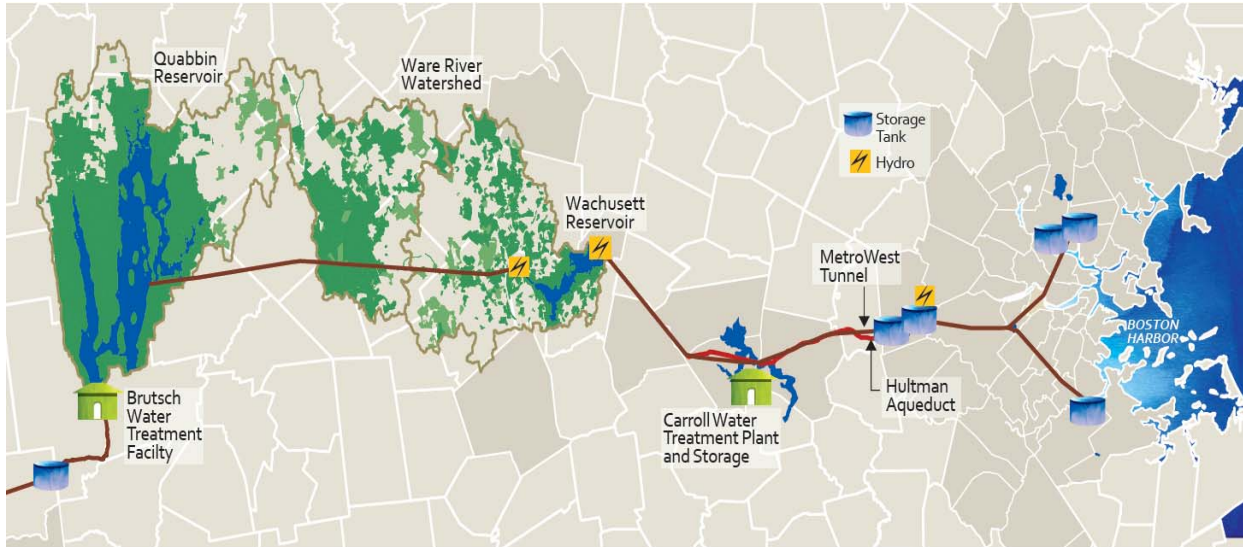 Quabbin
Reservoir
Ware River
Watershed
Storage
Tank
Hydro
Wachusett
Reservoir
MetroWest
Tunnel
BOSTON
HARBOR
Hultman
Aqueduct
Brutsch
Water
Treatment
Facilty
Carroll Water
Treatment Plant
and Storage